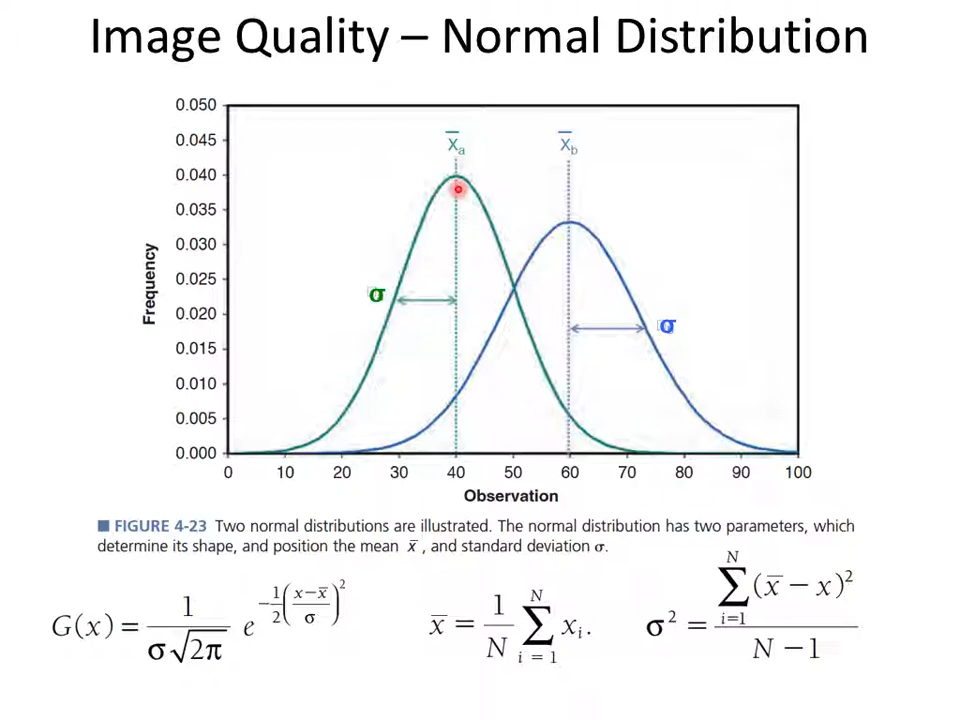 Image Quality – Normal Distribution
0.050
0.045
0.040
0.035
0.030
0.025
0.020
0.015
0.010
0.005
0.000
Frequency
X̅a
X̅b
σ
σ
0 10 20 30 40 50 60 70 80 90 100
Observation
■ FIGURE 4-23 Two normal distributions are illustrated. The normal distribution has two parameters, which
determine its shape, and position the mean x̅ , and standard deviation σ.
G(x) = 1/(σ√2π) e^(-1/2((x−x̅)/σ)^2)
x̅ = 1/N ∑_{i = 1}^{N} x_i.
σ² = ∑_{i=1}^{N} (x̅ − x)² / (N − 1)